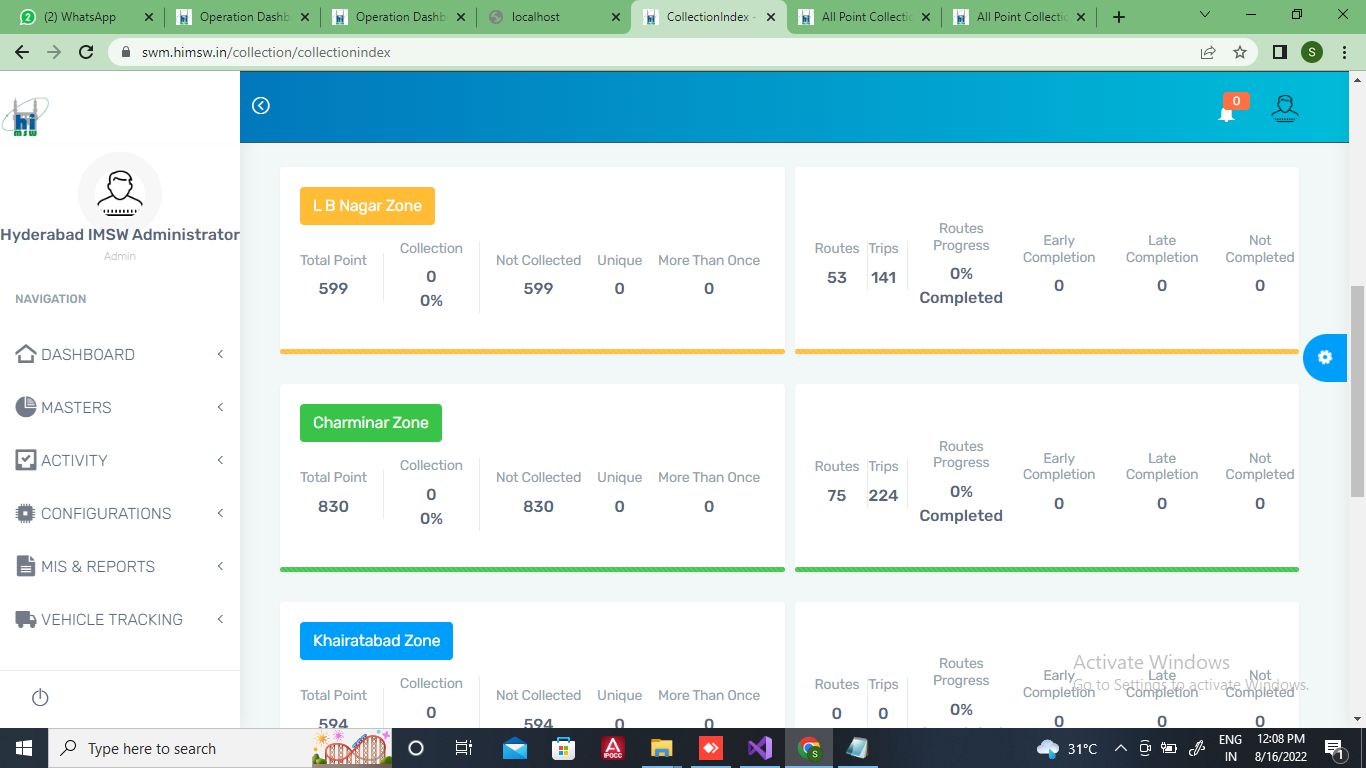 (2) WhatsApp
Operation Dashb
Operation Dashb
localhost
CollectionIndex -
All Point Collectic
All Point Collectic
swm.himsw.in/collection/collectionindex
S
hi
MSW
0
Hyderabad IMSW Administrator
Admin
NAVIGATION
DASHBOARD
MASTERS
ACTIVITY
CONFIGURATIONS
MIS & REPORTS
VEHICLE TRACKING
L B Nagar Zone
Total Point Collection Not Collected Unique More Than Once
599 0 599 0 0
0%
Routes Trips Routes Progress Early Completion Late Completion Not Completed
53 141 0% 0 0 0
Completed
Charminar Zone
Total Point Collection Not Collected Unique More Than Once
830 0 830 0 0
0%
Routes Trips Routes Progress Early Completion Late Completion Not Completed
75 224 0% 0 0 0
Completed
Khairatabad Zone
Total Point Collection Not Collected Unique More Than Once
594 0 594 0 0
Routes Trips Routes Progress Early Completion Late Completion Not Completed
0 0 0% 0 0 0
Activate Windows
Go to Settings to activate Windows.
Type here to search
IPOCC
S
31°C
ENG
IN
12:08 PM
8/16/2022
1